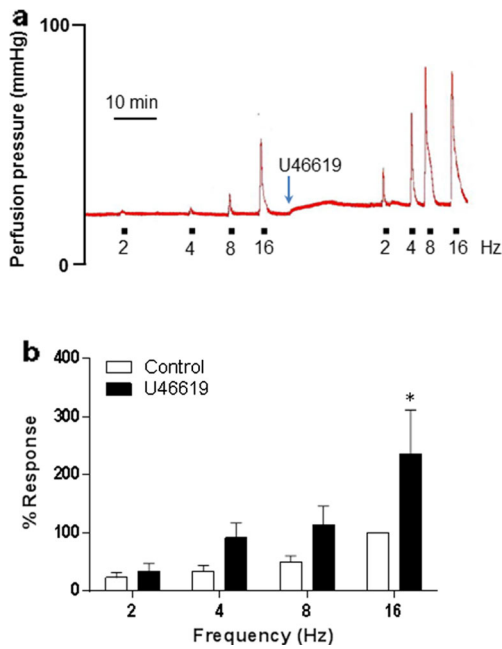 a
100
Perfusion pressure (mmHg)
10 min
U46619
0
2 4 8 16 2 4 8 16 Hz
b
400
Control
U46619
300
*
% Response
200
100
0
2 4 8 16
Frequency (Hz)